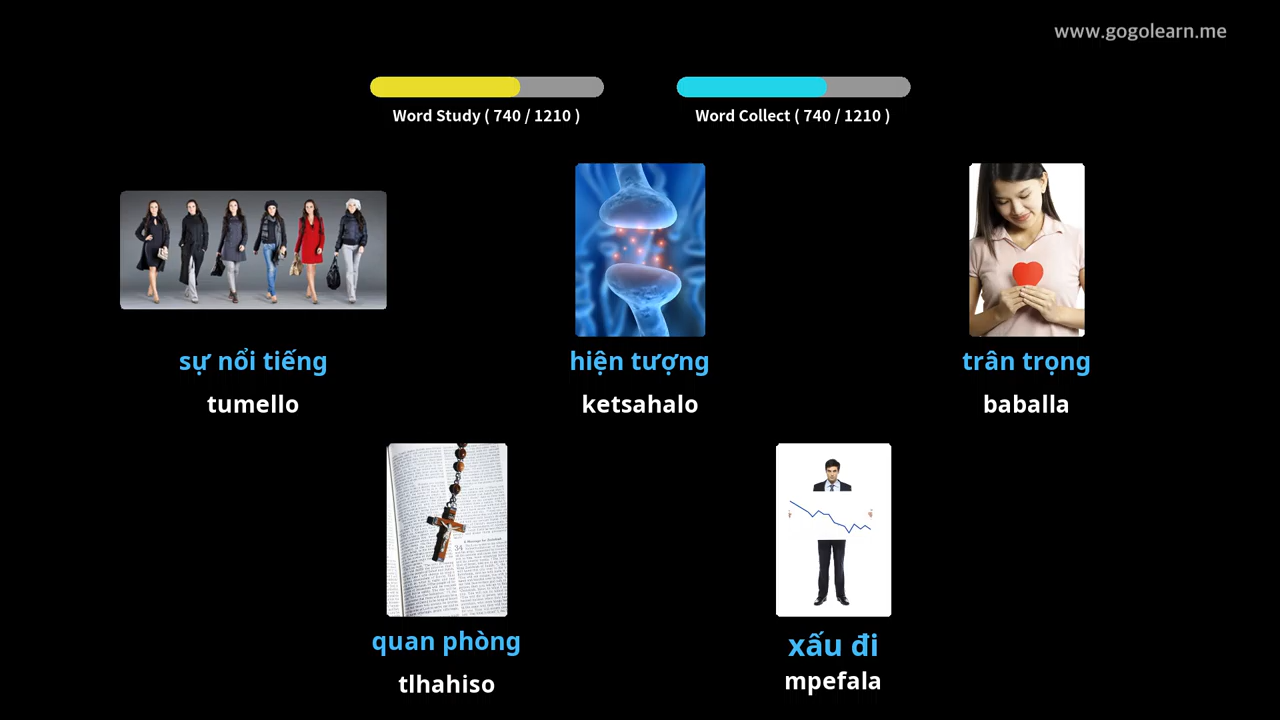 www.gogolearn.me
Word Study ( 740 / 1210 )
Word Collect ( 740 / 1210 )
sự nổi tiếng
tumello
hiện tượng
ketsahalo
trân trọng
baballa
34
quan phòng
tlhahiso
xấu đi
mpefala